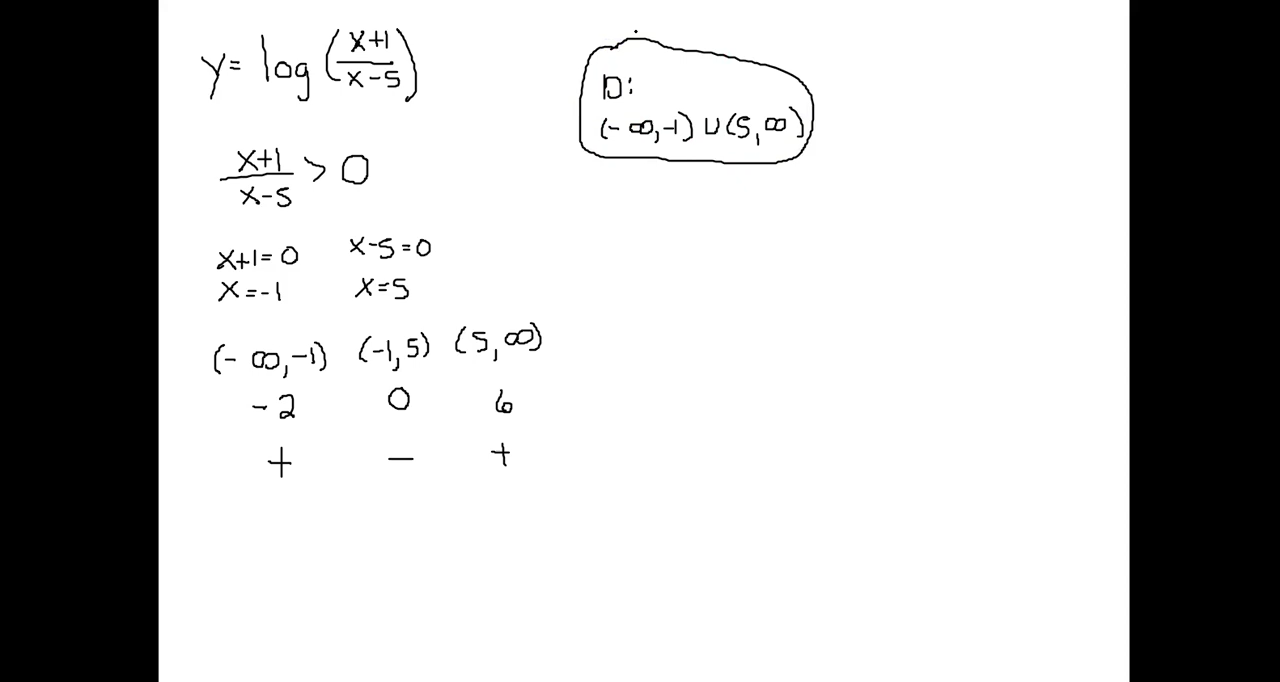 y= log (x+1/x-5)
x+1/x-5 > 0
x+1=0 x-5=0
x=-1 x=5
(-∞,-1) (-1,5) (5,∞)
-2 0 6
+ - +
D:
(-∞,-1) U (5,∞)